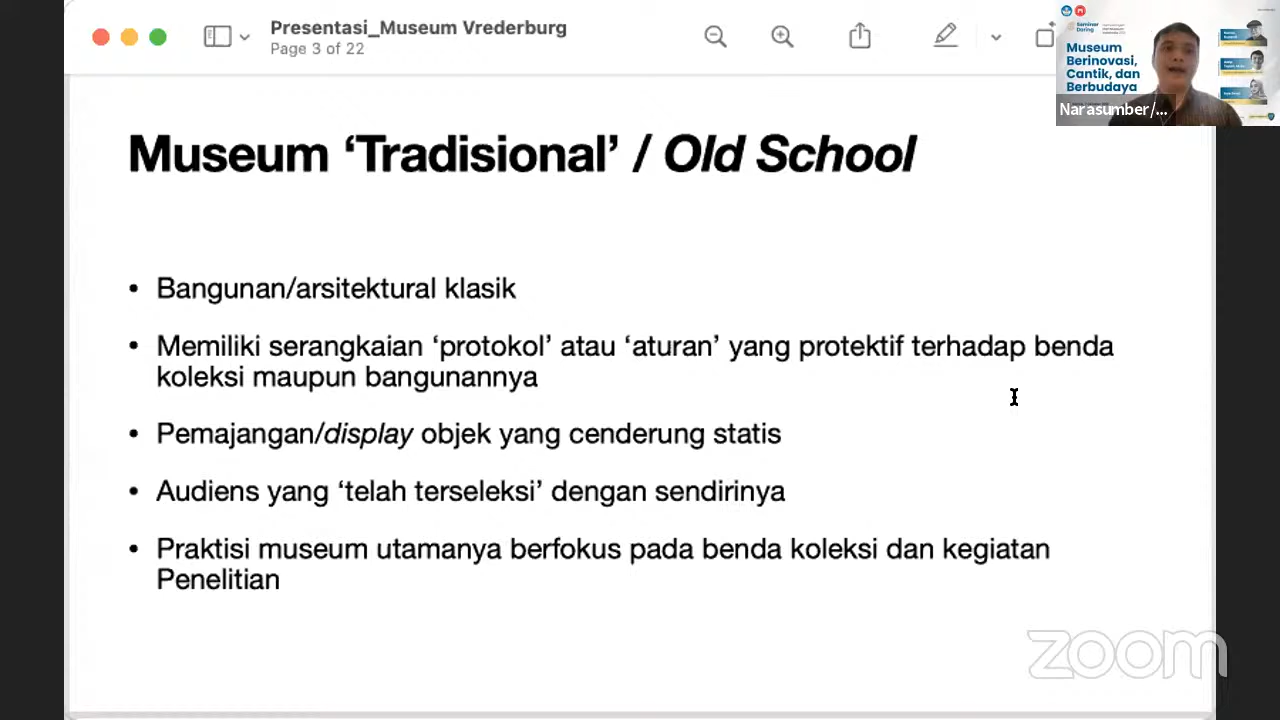 Presentasi_Museum Vrederburg
Page 3 of 22
Museum ‘Tradisional’ / Old School
• Bangunan/arsitektural klasik
• Memiliki serangkaian ‘protokol’ atau ‘aturan’ yang protektif terhadap benda
koleksi maupun bangunannya
• Pemajangan/display objek yang cenderung statis
• Audiens yang ‘telah terseleksi’ dengan sendirinya
• Praktisi museum utamanya berfokus pada benda koleksi dan kegiatan
Penelitian
Seminar
Daring
Museum
Berinovasi,
Cantik, dan
Berbudaya
Narasumber/...
zoom